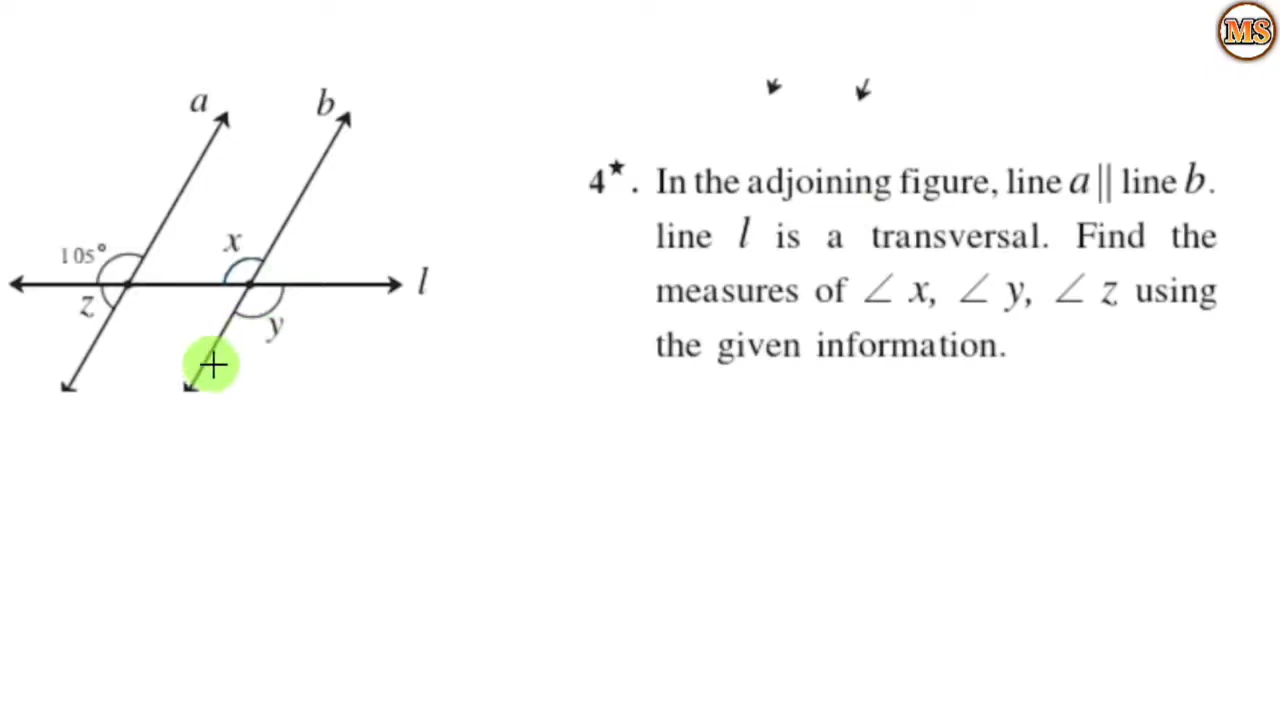 MS
a
b
105°
x
l
z
y
4★. In the adjoining figure, line a || line b.
line l is a transversal. Find the
measures of ∠ x, ∠ y, ∠ z using
the given information.